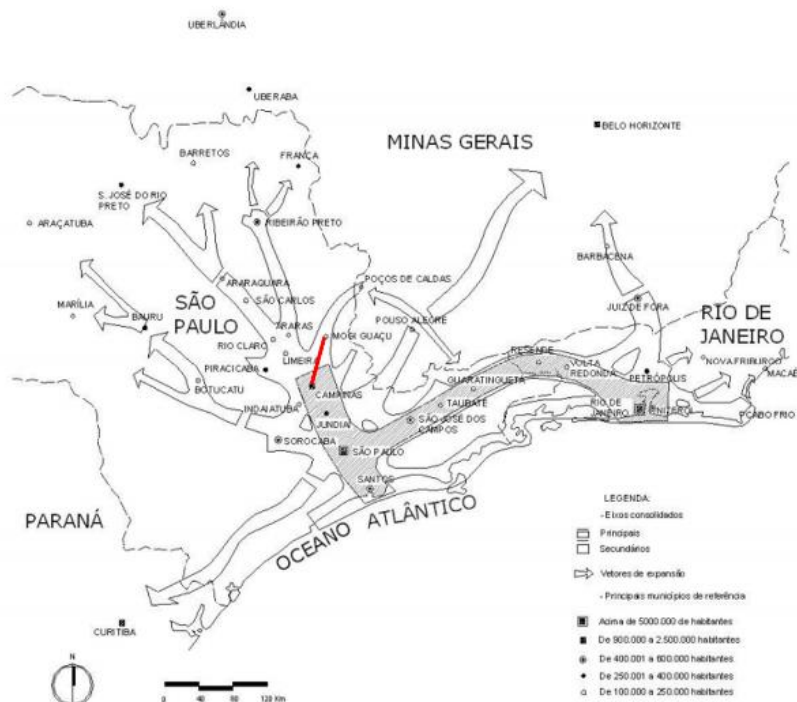 UBERLÂNDIA
UBERABA
BELO HORIZONTE
MINAS GERAIS
BARRETOS
FRANCA
S. JOSÉ DO RIO
PRETO
ARAÇATUBA
RIBEIRÃO PRETO
BARBACENA
POÇOS DE CALDAS
ARARAQUARA
SÃO CARLOS
SÃO
PAULO
MARÍLIA
BAURU
JUIZ DE FORA
RIO DE
JANEIRO
POUSO ALEGRE
ARARAS
MOGI GUAÇU
RIO CLARO
LIMEIRA
RESENDE
VOLTA
REDONDA
NOVA FRIBURGO
MACAÉ
PIRACICABA
PETRÓPOLIS
BOTUCATU
CAMPINAS
GUARATINGUETA
TAUBATÉ
INDAIATUBA
JUNDIAÍ
SÃO JOSÉ DOS
CAMPOS
RIO DE
JANEIRO
NITERÓI
CABO FRIO
SOROCABA
SÃO PAULO
SANTOS
PARANÁ
OCEANO ATLÂNTICO
CURITIBA
LEGENDA:
- Eixos consolidados
Principais
Secundários
Vetores de expansão
- Principais municípios de referência
Acima de 5000.000 de habitantes
De 900.000 a 2.500.000 habitantes
De 400.001 a 600.000 habitantes
De 250.001 a 400.000 habitantes
De 100.000 a 250.000 habitantes
N
0 40 80 120 Km